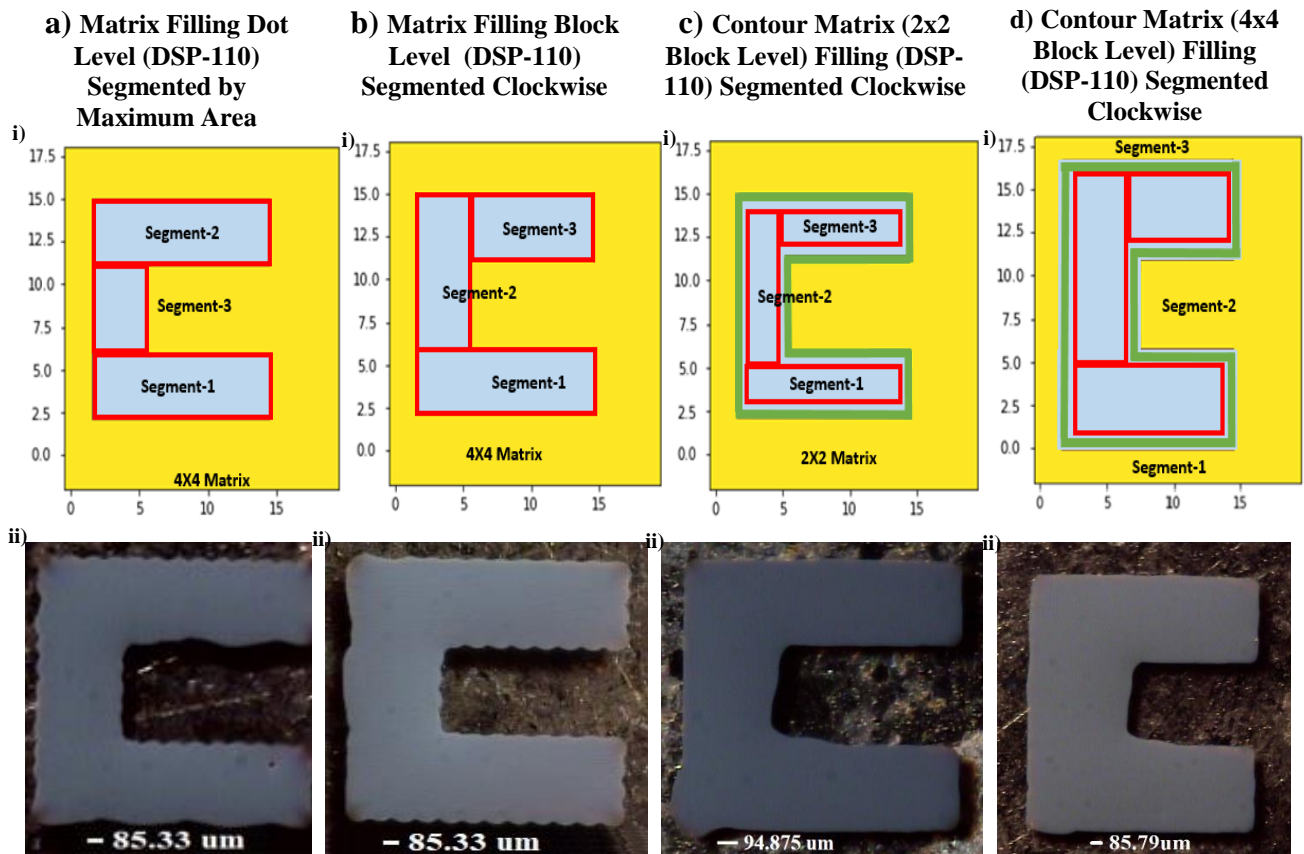 a) Matrix Filling Dot
Level (DSP-110)
Segmented by
Maximum Area
b) Matrix Filling Block
Level (DSP-110)
Segmented Clockwise
c) Contour Matrix (2x2
Block Level) Filling (DSP-
110) Segmented Clockwise
d) Contour Matrix (4x4
Block Level) Filling
(DSP-110) Segmented
Clockwise
i)
17.5
15.0
12.5
10.0
7.5
5.0
2.5
0.0
Segment-2
Segment-3
Segment-1
4X4 Matrix
0
5
10
15
i)
17.5
15.0
12.5
10.0
7.5
5.0
2.5
0.0
Segment-3
Segment-2
Segment-1
4X4 Matrix
0
5
10
15
i)
17.5
15.0
12.5
10.0
7.5
5.0
2.5
0.0
Segment-3
Segment-2
Segment-1
2X2 Matrix
0
5
10
15
i)
17.5
15.0
12.5
10.0
7.5
5.0
2.5
0.0
Segment-3
Segment-2
Segment-1
0
5
10
15
ii)
85.33 um
ii)
85.33 um
ii)
94.875 um
ii)
85.79um